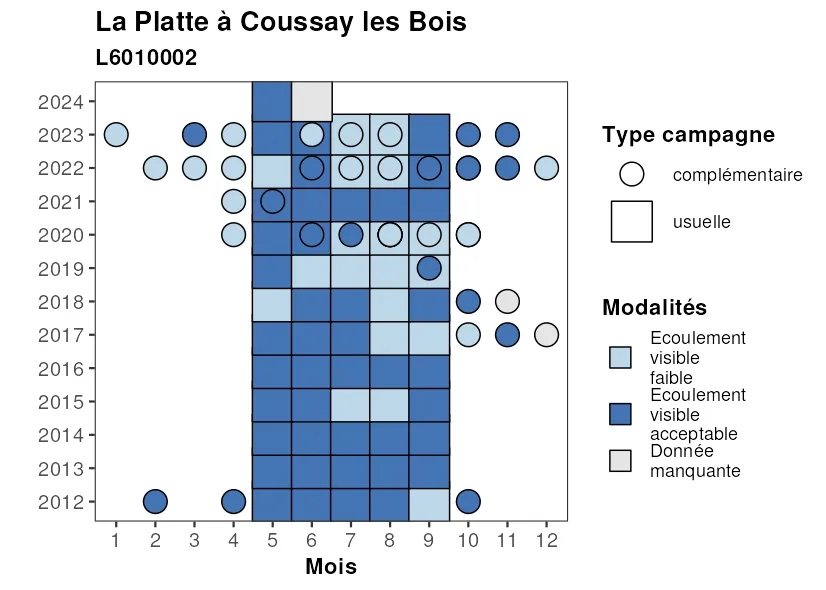 La Platte à Coussay les Bois
L6010002
2024
2023
2022
2021
2020
2019
2018
2017
2016
2015
2014
2013
2012
1 2 3 4 5 6 7 8 9 10 11 12
Mois
Type campagne
complémentaire
usuelle
Modalités
Ecoulement
visible
faible
Ecoulement
visible
acceptable
Donnée
manquante